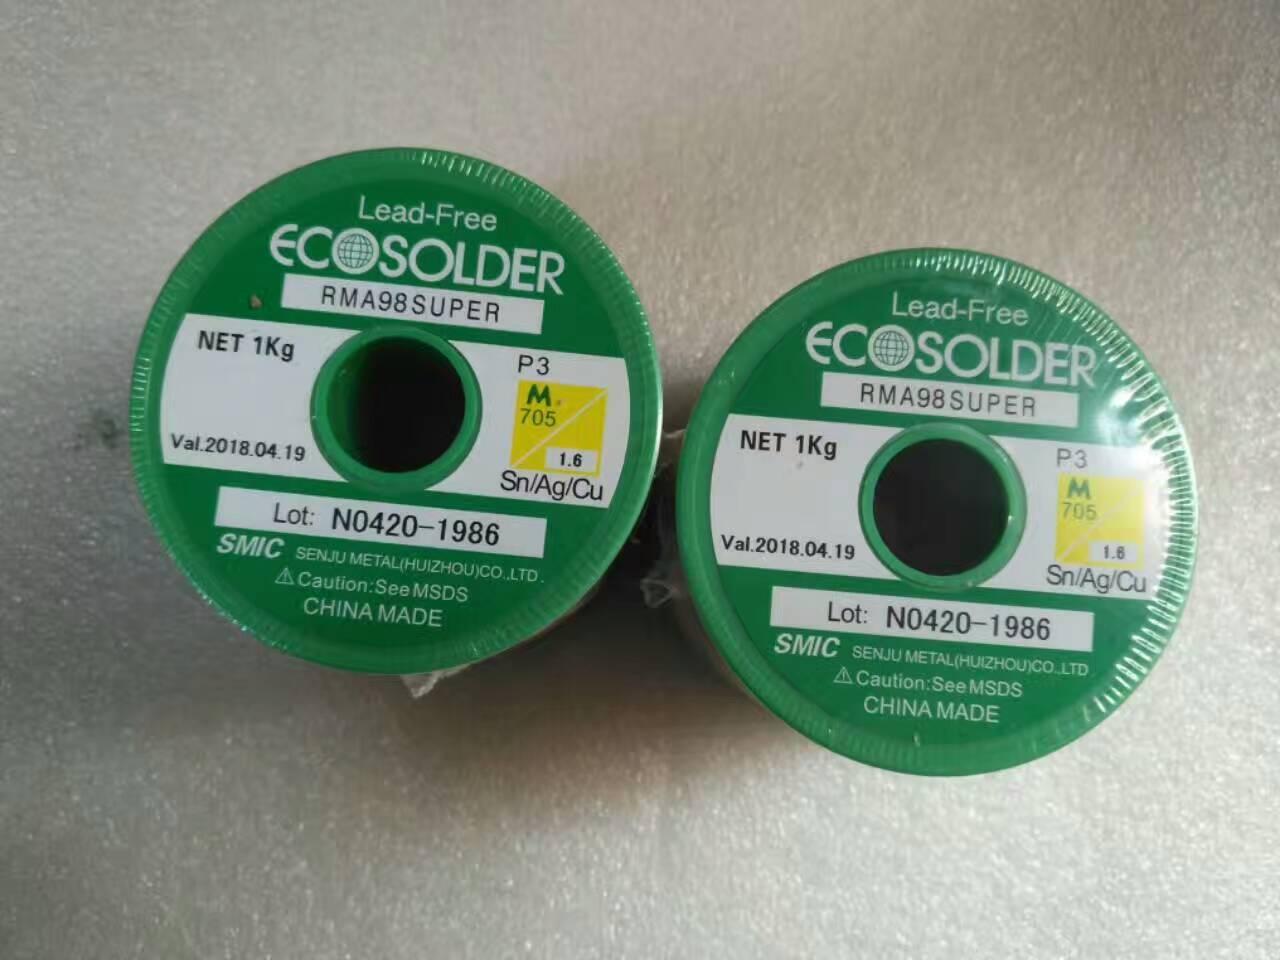 Lead-Free
ECOSOLDER
RMA98SUPER
NET 1Kg
P3
M
705
1.6
Val.2018.04.19
Sn/Ag/Cu
Lot: N0420-1986
SMIC SENJU METAL(HUIZHOU)CO.,LTD.
⚠Caution:See MSDS
CHINA MADE
Lead-Free
ECOSOLDER
RMA98SUPER
NET 1Kg
P3
M
705
1.6
Val.2018.04.19
Sn/Ag/Cu
Lot: N0420-1986
SMIC SENJU METAL(HUIZHOU)CO.,LTD
⚠Caution:See MSDS
CHINA MADE